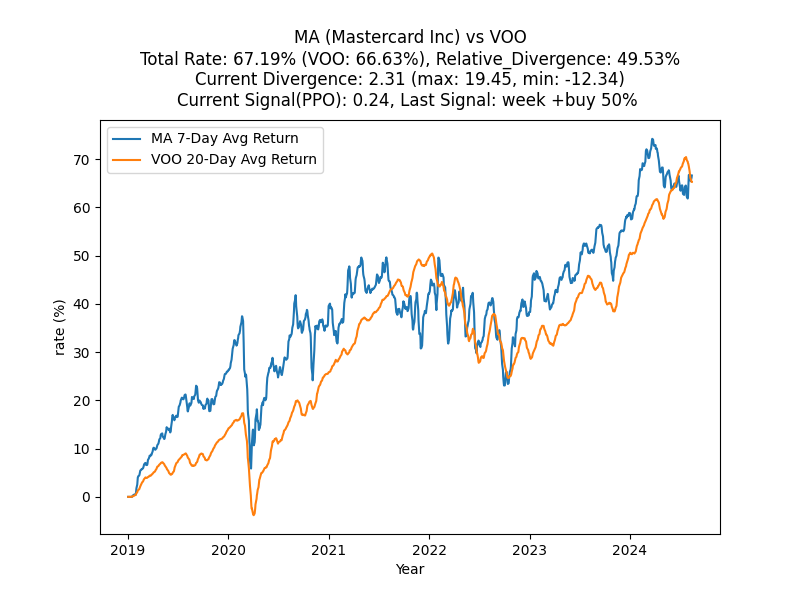 MA (Mastercard Inc) vs VOO
Total Rate: 67.19% (VOO: 66.63%), Relative_Divergence: 49.53%
Current Divergence: 2.31 (max: 19.45, min: -12.34)
Current Signal(PPO): 0.24, Last Signal: week +buy 50%
MA 7-Day Avg Return
VOO 20-Day Avg Return
70
60
50
40
30
20
10
0
rate (%)
2019 2020 2021 2022 2023 2024
Year